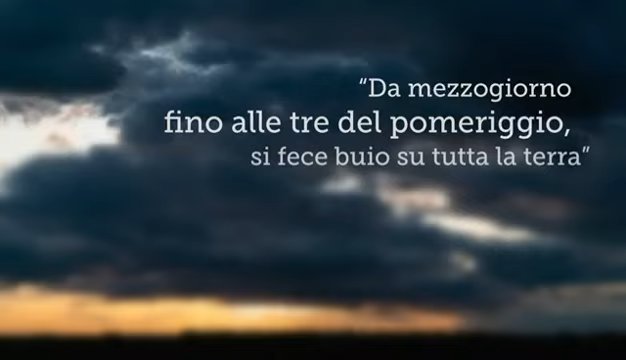 “Da mezzogiorno
fino alle tre del pomeriggio,
si fece buio su tutta la terra”